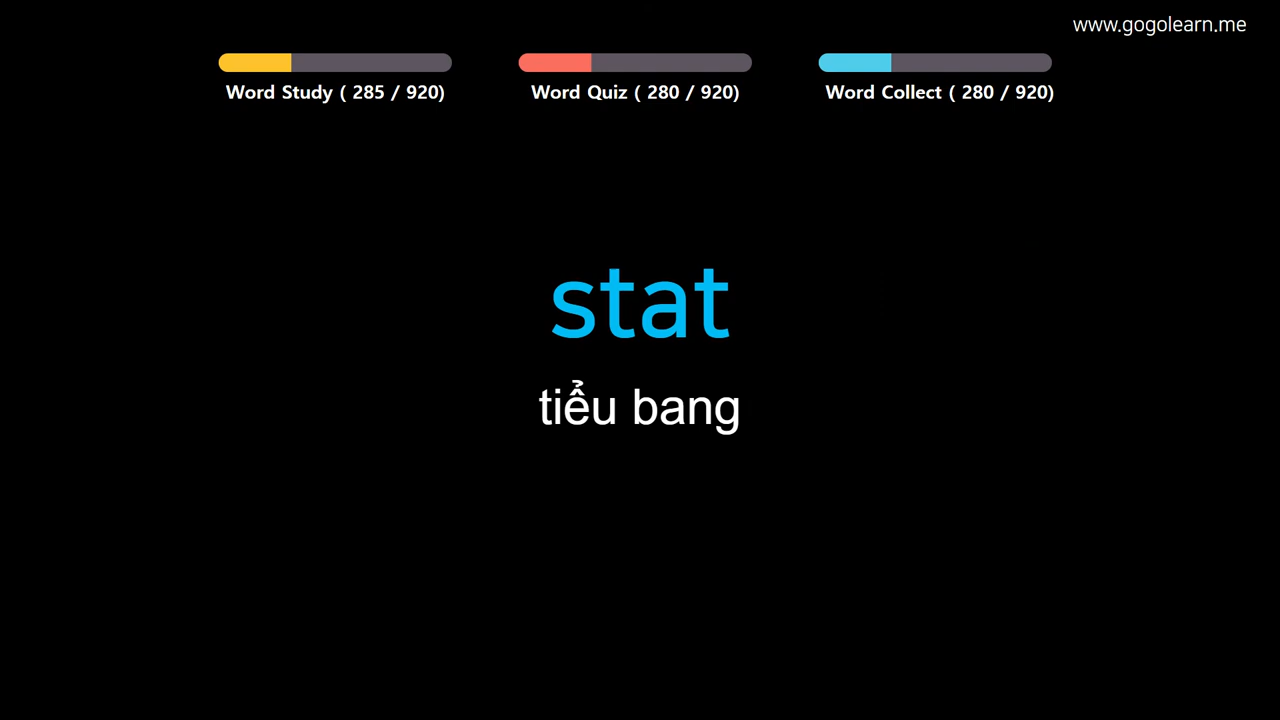 www.gogolearn.me
Word Study ( 285 / 920)
Word Quiz ( 280 / 920)
Word Collect ( 280 / 920)
stat
tiểu bang